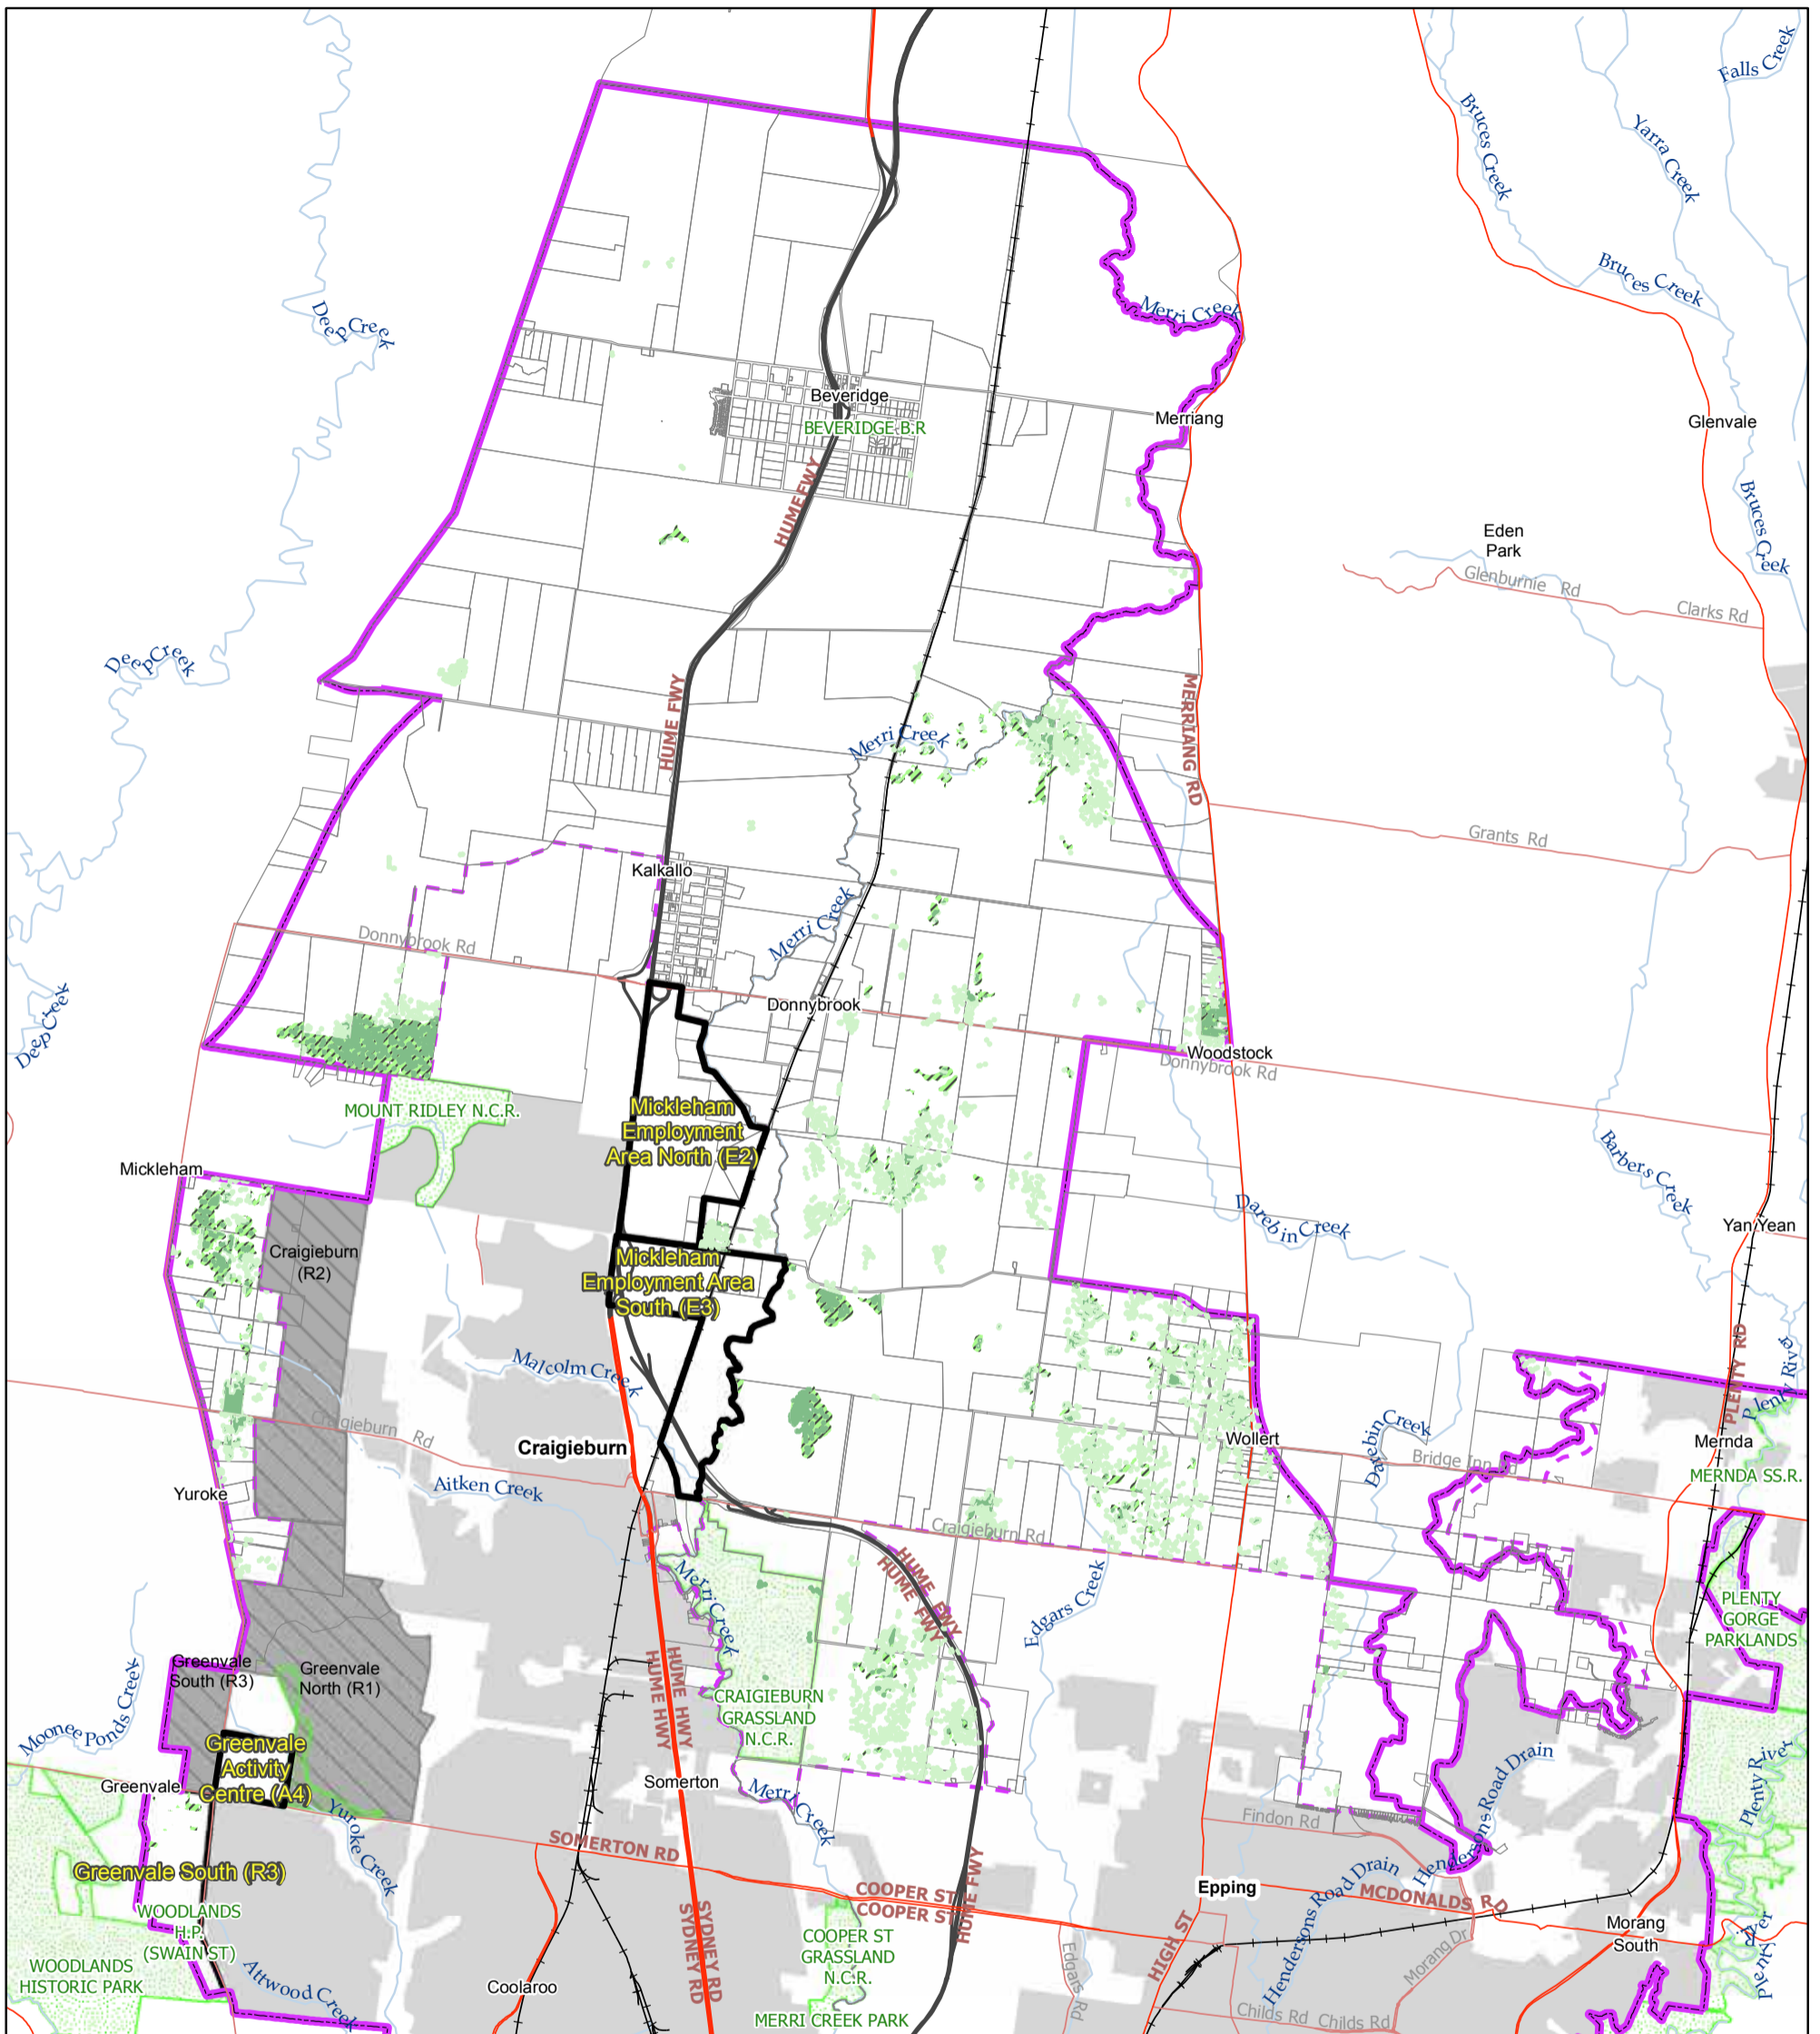 Falls Creek
Bruces Creek
Yarra Creek
Bruces Creek
Deep Creek
Merri Creek
Beveridge
BEVERIDGE B.R
Merriang
Glenvale
HUME FWY
Bruces Creek
Eden
Park
Glenburnie Rd
Clarks Rd
Deep Creek
HUME FWY
MERRIANG RD
Merri Creek
Grants Rd
Kalkallo
Merri Creek
Donnybrook Rd
Donnybrook
Deep Creek
Woodstock
Donnybrook Rd
MOUNT RIDLEY N.C.R.
Mickleham
Employment
Area North (E2)
Mickleham
Barbers Creek
Darebin Creek
Yan Yean
Craigieburn
(R2)
Mickleham
Employment Area
South (E3)
Malcolm Creek
PLENTY RD
Plenty River
Craigieburn Rd
Craigieburn
Darebin Creek
Wollert
Bridge Inn Rd
Mernda
MERNDA SS.R.
Yuroke
Aitken Creek
Craigieburn Rd
HUME FWY
HUME FWY
Merri Creek
Edgars Creek
PLENTY
GORGE
PARKLANDS
Greenvale
South (R3)
Greenvale
North (R1)
HUME HWY
HUME HWY
CRAIGIEBURN
GRASSLAND
N.C.R.
Moonee Ponds Creek
Greenvale
Activity
Centre (A4)
Greenvale
Somerton
Merri Creek
Hendersons Road Drain
Plenty River
Yuroke Creek
Findon Rd
SOMERTON RD
Greenvale South (R3)
COOPER ST
COOPER ST
HUME FWY
Epping
Hendersons Road Drain
MCDONALDS RD
WOODLANDS
H.P.
(SWAIN ST)
SYDNEY RD
SYDNEY RD
COOPER ST
GRASSLAND
N.C.R.
HIGH ST
Edgars Rd
Morang Dr
Morang
South
Plenty River
WOODLANDS
HISTORIC PARK
Attwood Creek
Coolaroo
MERRI CREEK PARK
Childs Rd
Childs Rd